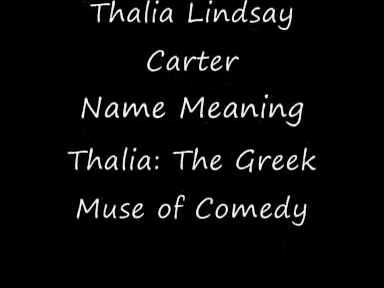 Thalia Lindsay
Carter
Name Meaning
Thalia: The Greek
Muse of Comedy